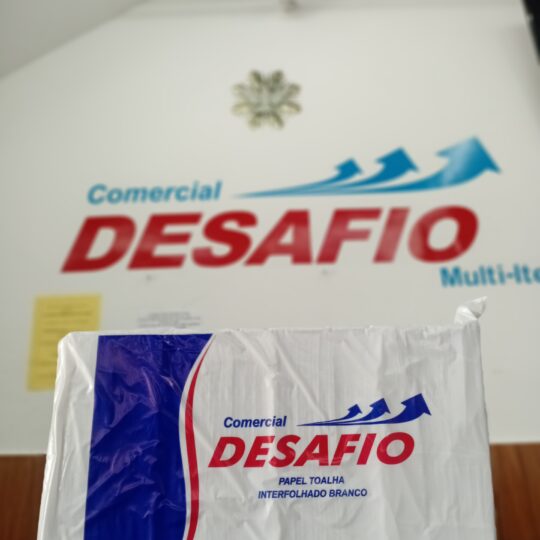 Comercial
DESAFIO
Multi-Ite
Comercial
DESAFIO
PAPEL TOALHA
INTERFOLHADO BRANCO